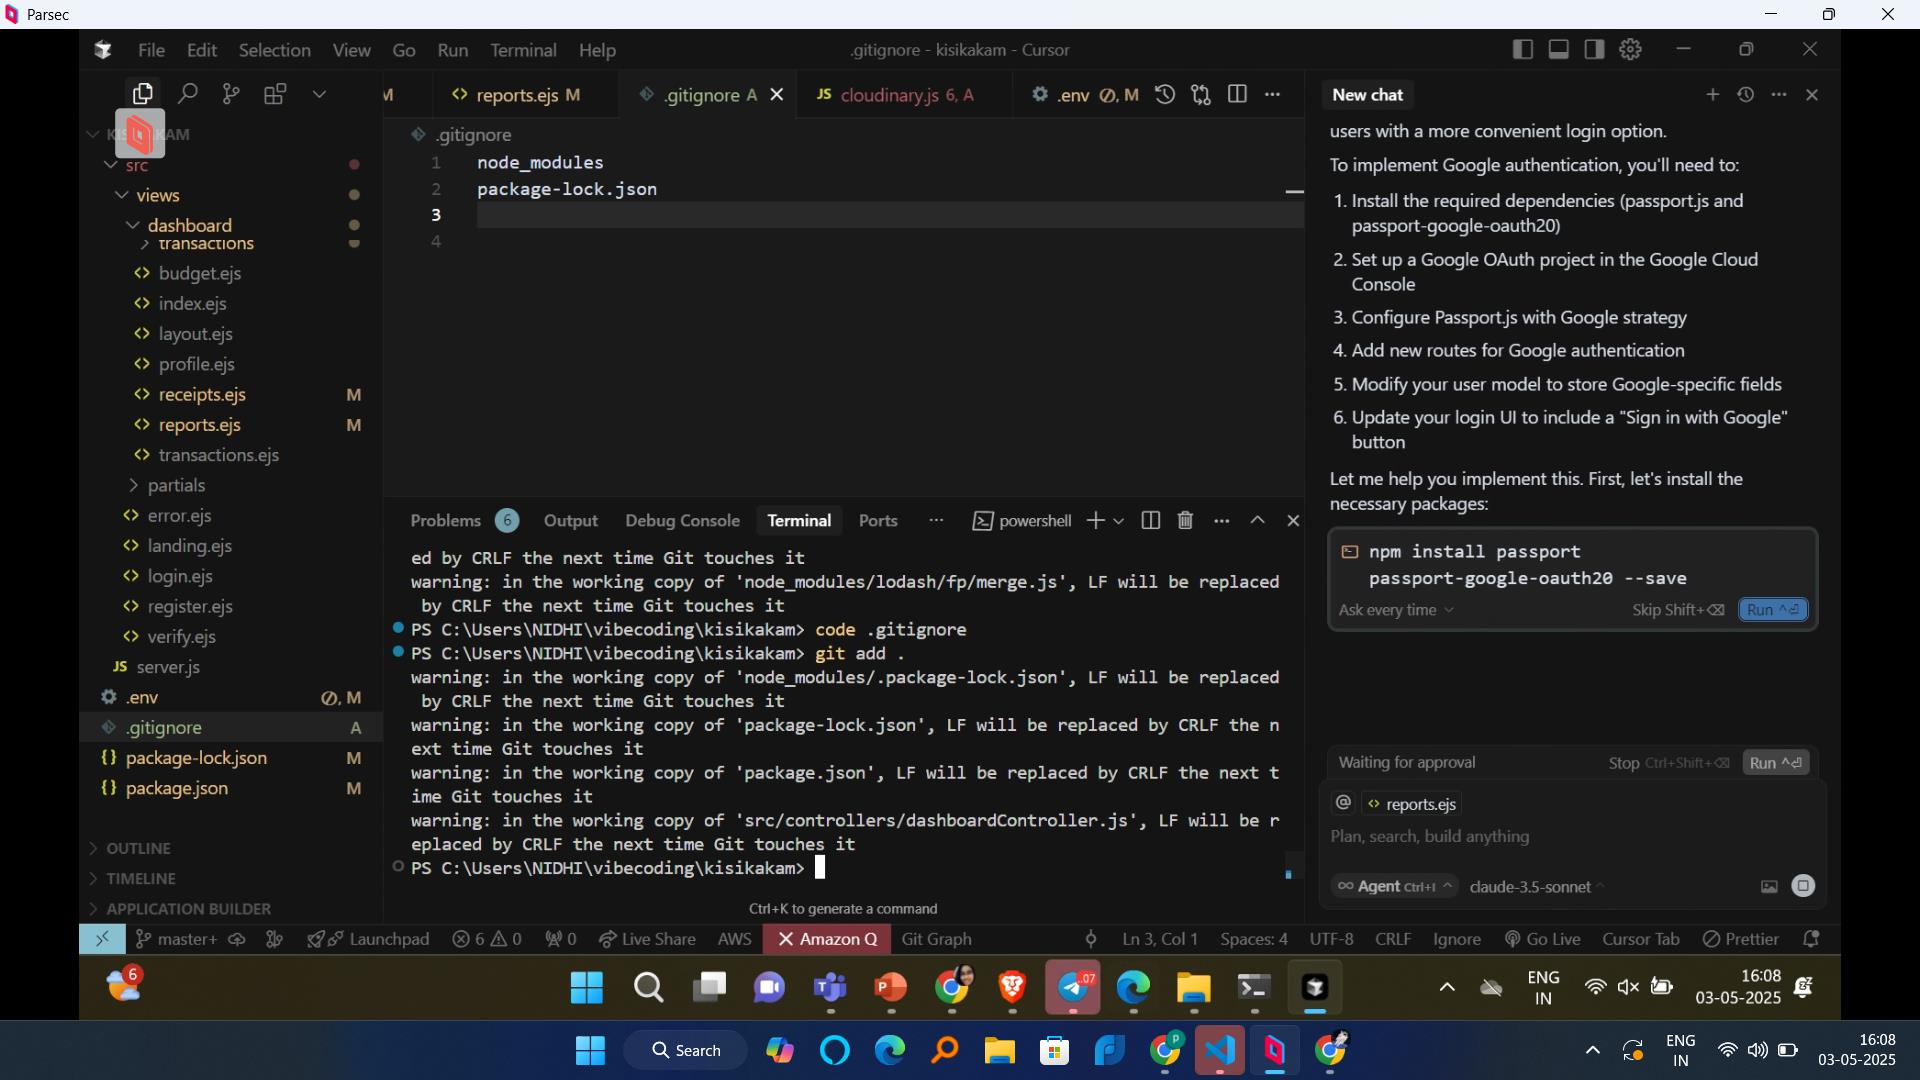 Parsec
File Edit Selection View Go Run Terminal Help
.gitignore - kisikakam - Cursor
M
reports.ejs M
.gitignore A
JS cloudinary.js 6, A
.env M
src
views
dashboard
transactions
budget.ejs
index.ejs
layout.ejs
profile.ejs
receipts.ejs M
reports.ejs M
transactions.ejs
partials
error.ejs
landing.ejs
login.ejs
register.ejs
verify.ejs
JS server.js
.env , M
.gitignore A
{} package-lock.json M
{} package.json M
OUTLINE
TIMELINE
APPLICATION BUILDER
.gitignore
1 node_modules
2 package-lock.json
3
4
Problems 6 Output Debug Console Terminal Ports powershell
ed by CRLF the next time Git touches it
warning: in the working copy of 'node_modules/lodash/fp/merge.js', LF will be replaced
by CRLF the next time Git touches it
PS C:\Users\NIDHI\vibecoding\kisikakam> code .gitignore
PS C:\Users\NIDHI\vibecoding\kisikakam> git add .
warning: in the working copy of 'node_modules/.package-lock.json', LF will be replaced
by CRLF the next time Git touches it
warning: in the working copy of 'package-lock.json', LF will be replaced by CRLF the n
ext time Git touches it
warning: in the working copy of 'package.json', LF will be replaced by CRLF the next t
ime Git touches it
warning: in the working copy of 'src/controllers/dashboardController.js', LF will be r
eplaced by CRLF the next time Git touches it
PS C:\Users\NIDHI\vibecoding\kisikakam>
Ctrl+K to generate a command
New chat
users with a more convenient login option.
To implement Google authentication, you'll need to:
1. Install the required dependencies (passport.js and
passport-google-oauth20)
2. Set up a Google OAuth project in the Google Cloud
Console
3. Configure Passport.js with Google strategy
4. Add new routes for Google authentication
5. Modify your user model to store Google-specific fields
6. Update your login UI to include a "Sign in with Google"
button
Let me help you implement this. First, let's install the
necessary packages:
npm install passport
passport-google-oauth20 --save
Ask every time Skip Shift+⌫ Run ^⏎
Waiting for approval Stop Ctrl+Shift+⌫ Run ^⏎
@ reports.ejs
Plan, search, build anything
∞ Agent Ctrl+I claude-3.5-sonnet
master+ Launchpad 6 0 0 Live Share AWS Amazon Q Git Graph Ln 3, Col 1 Spaces: 4 UTF-8 CRLF Ignore Go Live Cursor Tab Prettier
6
07
ENG
IN
16:08
03-05-2025
Search
P
ENG
IN
16:08
03-05-2025